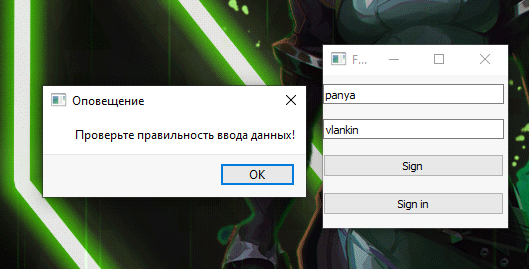 Оповещение
Проверьте правильность ввода данных!
OK
F...
panya
vlankin
Sign
Sign in